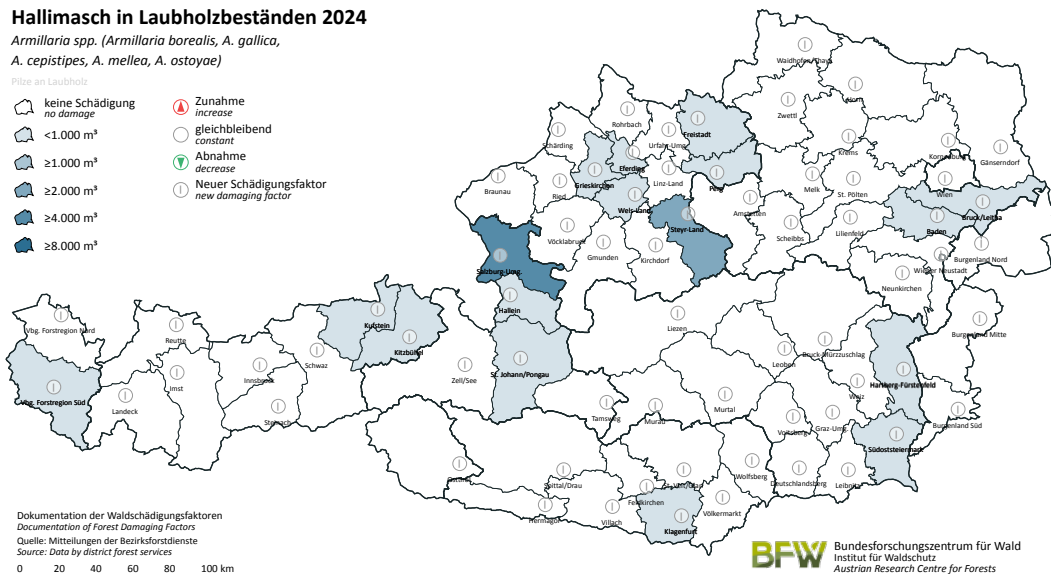 Hallimasch in Laubholzbeständen 2024
Armillaria spp. (Armillaria borealis, A. gallica,
A. cepistipes, A. mellea, A. ostoyae)
Pilze an Laubholz
keine Schädigung
no damage
<1.000 m³
≥1.000 m³
≥2.000 m³
≥4.000 m³
≥8.000 m³
Zunahme
increase
gleichbleibend
constant
Abnahme
decrease
Neuer Schädigungsfaktor
new damaging factor
Waidhofen/Thaya
Horn
Zwettl
Rohrbach
Freistadt
Schärding
Urfahr-Umg.
Krems
Korneuburg
Gänserndorf
Eferding
Grieskirchen
Linz-Land
Perg
Melk
St. Pölten
Wien
Braunau
Ried
Wels-Land
Amstetten
Bruck/Leitha
Baden
Steyr-Land
Scheibbs
Lilienfeld
Vöcklabruck
Gmunden
Kirchdorf
Burgenland Nord
Wiener Neustadt
Salzburg-Umg.
Neunkirchen
Hallein
Liezen
Burgenland Mitte
Vbg. Forstregion Nord
Reutte
Kufstein
Kitzbühel
Schwaz
Bruck-Mürzzuschlag
Leoben
Zell/See
St. Johann/Pongau
Innsbruck
Imst
Hartberg-Fürstenfeld
Weiz
Vbg. Forstregion Süd
Landeck
Steinach
Tamsweg
Murau
Murtal
Voitsberg
Graz-Umg.
Burgenland Süd
Südoststeiermark
Osttirol
Spittal/Drau
St. Veit/Glan
Wolfsberg
Deutschlandsberg
Leibnitz
Feldkirchen
Hermagor
Villach
Klagenfurt
Völkermarkt
Dokumentation der Waldschädigungsfaktoren
Documentation of Forest Damaging Factors
Quelle: Mitteilungen der Bezirksforstdienste
Source: Data by district forest services
0 20 40 60 80 100 km
BFW
Bundesforschungszentrum für Wald
Institut für Waldschutz
Austrian Research Centre for Forests